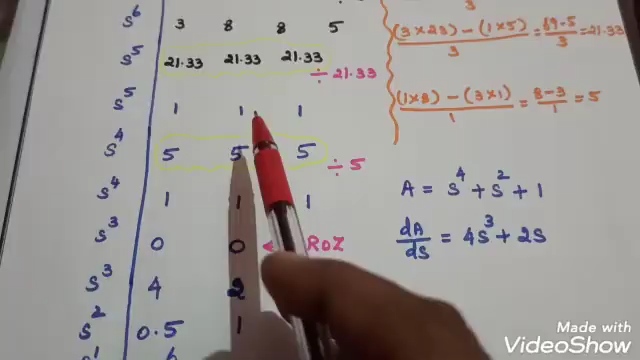 s⁶ 3 8 8 5
s⁵ 21.33 21.33 21.33 ÷ 21.33
s⁵ 1 1 1
s⁴ 5 5 5 ÷ 5
s⁴ 1 1 1
s³ 0 0 ← ROZ
s³ 4 2
s² 0.5 1
3
(3 × 23) − (1 × 5) / 3 = 69-5 / 3 = 21.33
(1 × 8) − (3 × 1) / 1 = 8-3 / 1 = 5
A = s⁴ + s² + 1
dA/ds = 4s³ + 2s
Made with
VideoShow